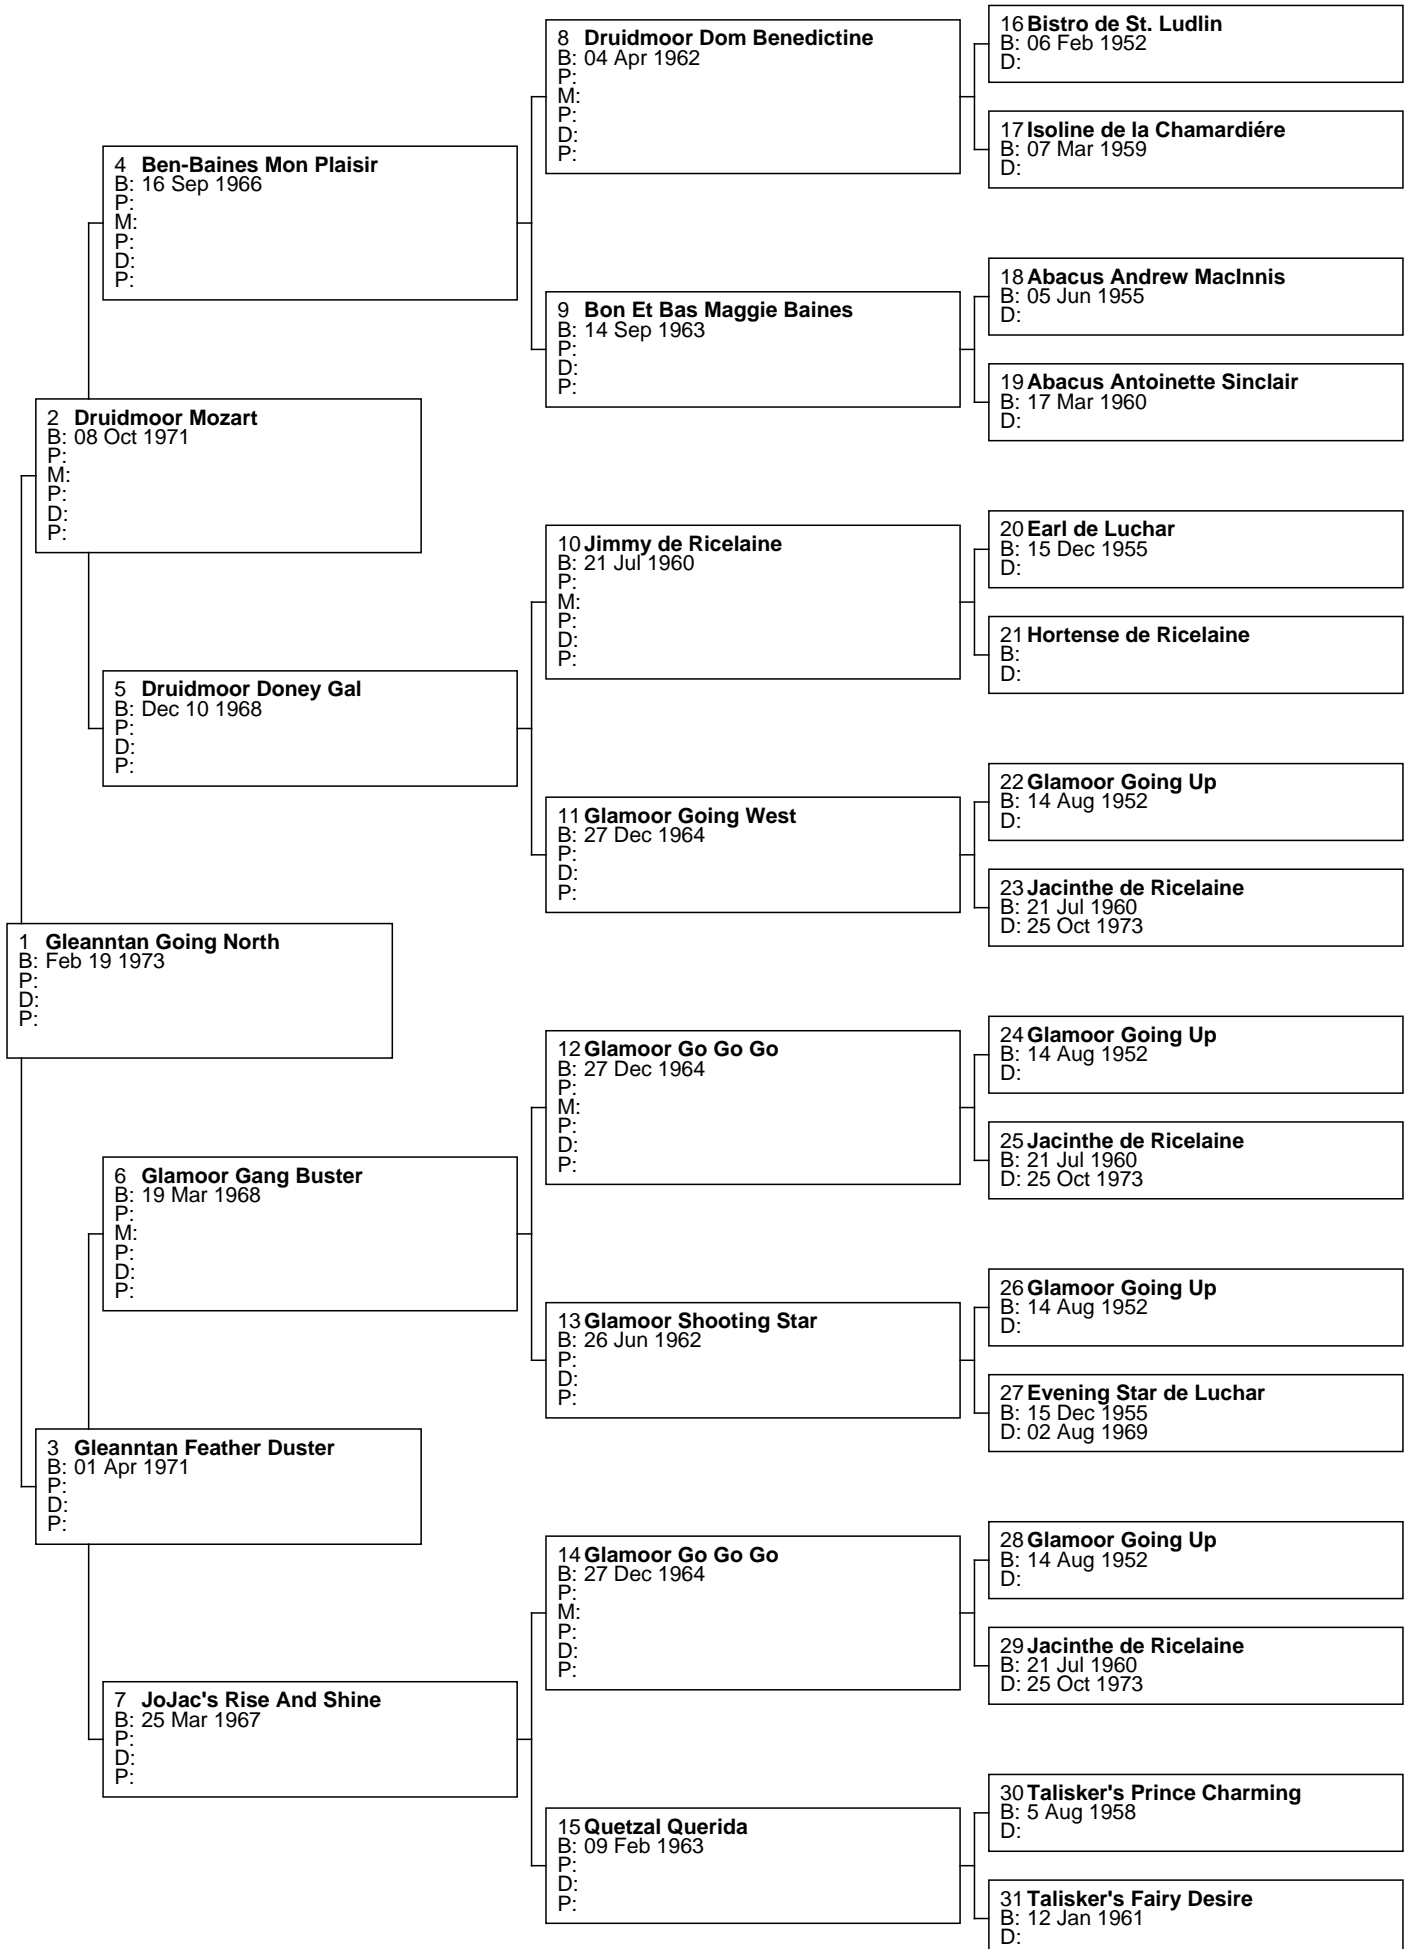 1 Gleanntan Going North
B: Feb 19 1973
P:
D:
P:
2 Druidmoor Mozart
B: 08 Oct 1971
P:
M:
P:
D:
P:
3 Gleanntan Feather Duster
B: 01 Apr 1971
P:
D:
P:
4 Ben-Baines Mon Plaisir
B: 16 Sep 1966
P:
M:
P:
D:
P:
5 Druidmoor Doney Gal
B: Dec 10 1968
P:
D:
P:
6 Glamoor Gang Buster
B: 19 Mar 1968
P:
M:
P:
D:
P:
7 JoJac's Rise And Shine
B: 25 Mar 1967
P:
D:
P:
8 Druidmoor Dom Benedictine
B: 04 Apr 1962
P:
M:
P:
D:
P:
9 Bon Et Bas Maggie Baines
B: 14 Sep 1963
P:
D:
P:
10 Jimmy de Ricelaine
B: 21 Jul 1960
P:
M:
P:
D:
P:
11 Glamoor Going West
B: 27 Dec 1964
P:
D:
P:
12 Glamoor Go Go Go
B: 27 Dec 1964
P:
M:
P:
D:
P:
13 Glamoor Shooting Star
B: 26 Jun 1962
P:
D:
P:
14 Glamoor Go Go Go
B: 27 Dec 1964
P:
M:
P:
D:
P:
15 Quetzal Querida
B: 09 Feb 1963
P:
D:
P:
16 Bistro de St. Ludlin
B: 06 Feb 1952
D:
17 Isoline de la Chamardiére
B: 07 Mar 1959
D:
18 Abacus Andrew MacInnis
B: 05 Jun 1955
D:
19 Abacus Antoinette Sinclair
B: 17 Mar 1960
D:
20 Earl de Luchar
B: 15 Dec 1955
D:
21 Hortense de Ricelaine
B:
D:
22 Glamoor Going Up
B: 14 Aug 1952
D:
23 Jacinthe de Ricelaine
B: 21 Jul 1960
D: 25 Oct 1973
24 Glamoor Going Up
B: 14 Aug 1952
D:
25 Jacinthe de Ricelaine
B: 21 Jul 1960
D: 25 Oct 1973
26 Glamoor Going Up
B: 14 Aug 1952
D:
27 Evening Star de Luchar
B: 15 Dec 1955
D: 02 Aug 1969
28 Glamoor Going Up
B: 14 Aug 1952
D:
29 Jacinthe de Ricelaine
B: 21 Jul 1960
D: 25 Oct 1973
30 Talisker's Prince Charming
B: 5 Aug 1958
D:
31 Talisker's Fairy Desire
B: 12 Jan 1961
D: